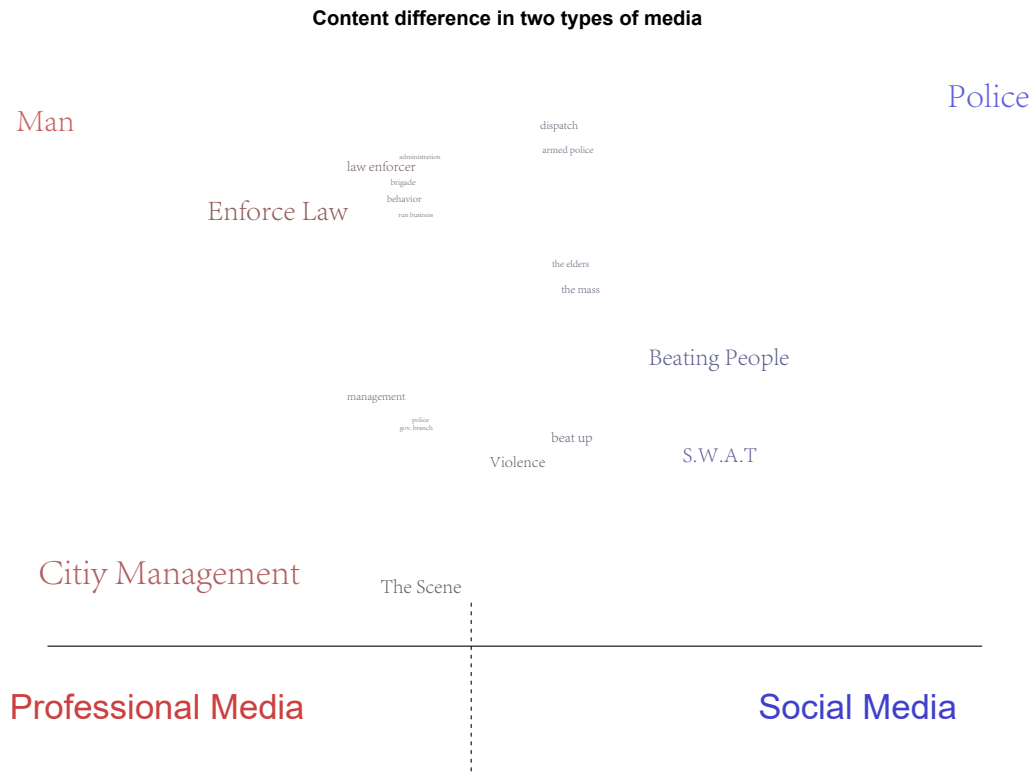 Content difference in two types of media
Police
Man
dispatch
armed police
administration
law enforcer
brigade
behavior
Enforce Law
run business
the elders
the mass
Beating People
management
police
gov. branch
beat up
S.W.A.T
Violence
Citiy Management
The Scene
Professional Media
Social Media